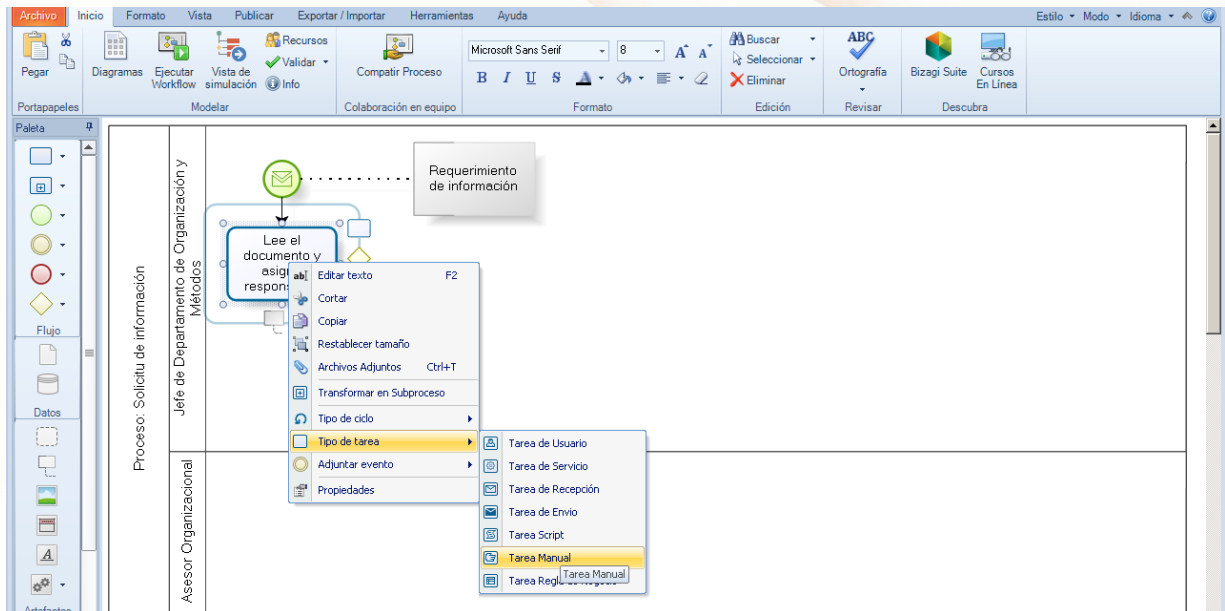 Archivo Inicio Formato Vista Publicar Exportar / Importar Herramientas Ayuda Estilo Modo Idioma
Pegar
Portapapeles
Diagramas
Ejecutar
Workflow
Vista de
simulación
Recursos
Validar
Info
Modelar
Compatir Proceso
Colaboración en equipo
Microsoft Sans Serif 8 A A
B I U S A
Formato
Buscar
Seleccionar
Eliminar
Edición
ABC
Ortografía
Revisar
Bizagi Suite
Cursos
En Línea
Descubra
Paleta
Flujo
Datos
A
Artefactos
Proceso: Solicitu de información
Jefe de Departamento de Organización y
Métodos
Asesor Organizacional
Requerimiento
de información
Lee el
documento y
ab Editar texto F2
Cortar
Copiar
Restablecer tamaño
Archivos Adjuntos Ctrl+T
Transformar en Subproceso
Tipo de ciclo
Tipo de tarea
Adjuntar evento
Propiedades
Tarea de Usuario
Tarea de Servicio
Tarea de Recepción
Tarea de Envio
Tarea Script
Tarea Manual
Tarea Manual
Tarea